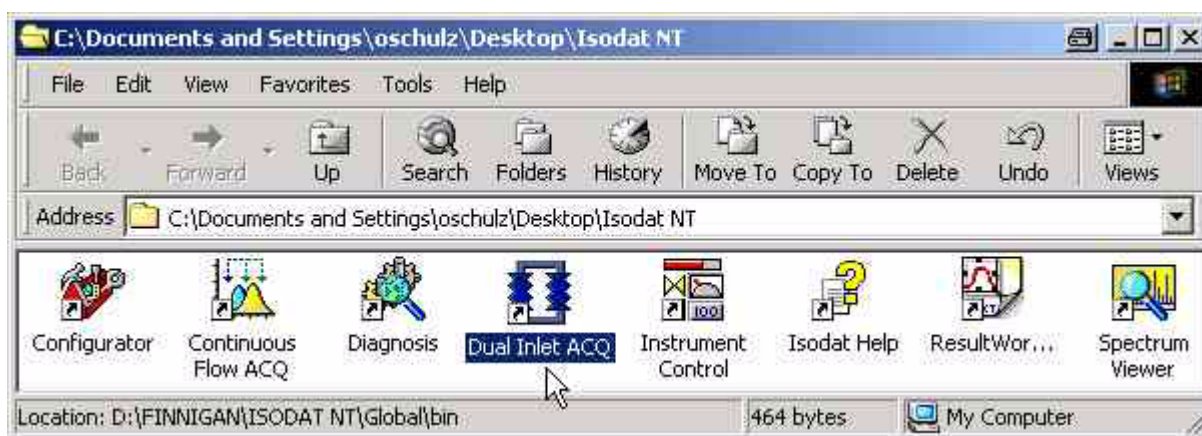 C:\Documents and Settings\oschulz\Desktop\Isodat NT
File Edit View Favorites Tools Help
Back Forward Up Search Folders History Move To Copy To Delete Undo Views
Address C:\Documents and Settings\oschulz\Desktop\Isodat NT
Configurator Continuous Diagnosis Dual Inlet ACQ Instrument Isodat Help ResultWor... Spectrum
Flow ACQ Control Viewer
Location: D:\FINNIGAN\ISODAT NT\Global\bin 464 bytes My Computer